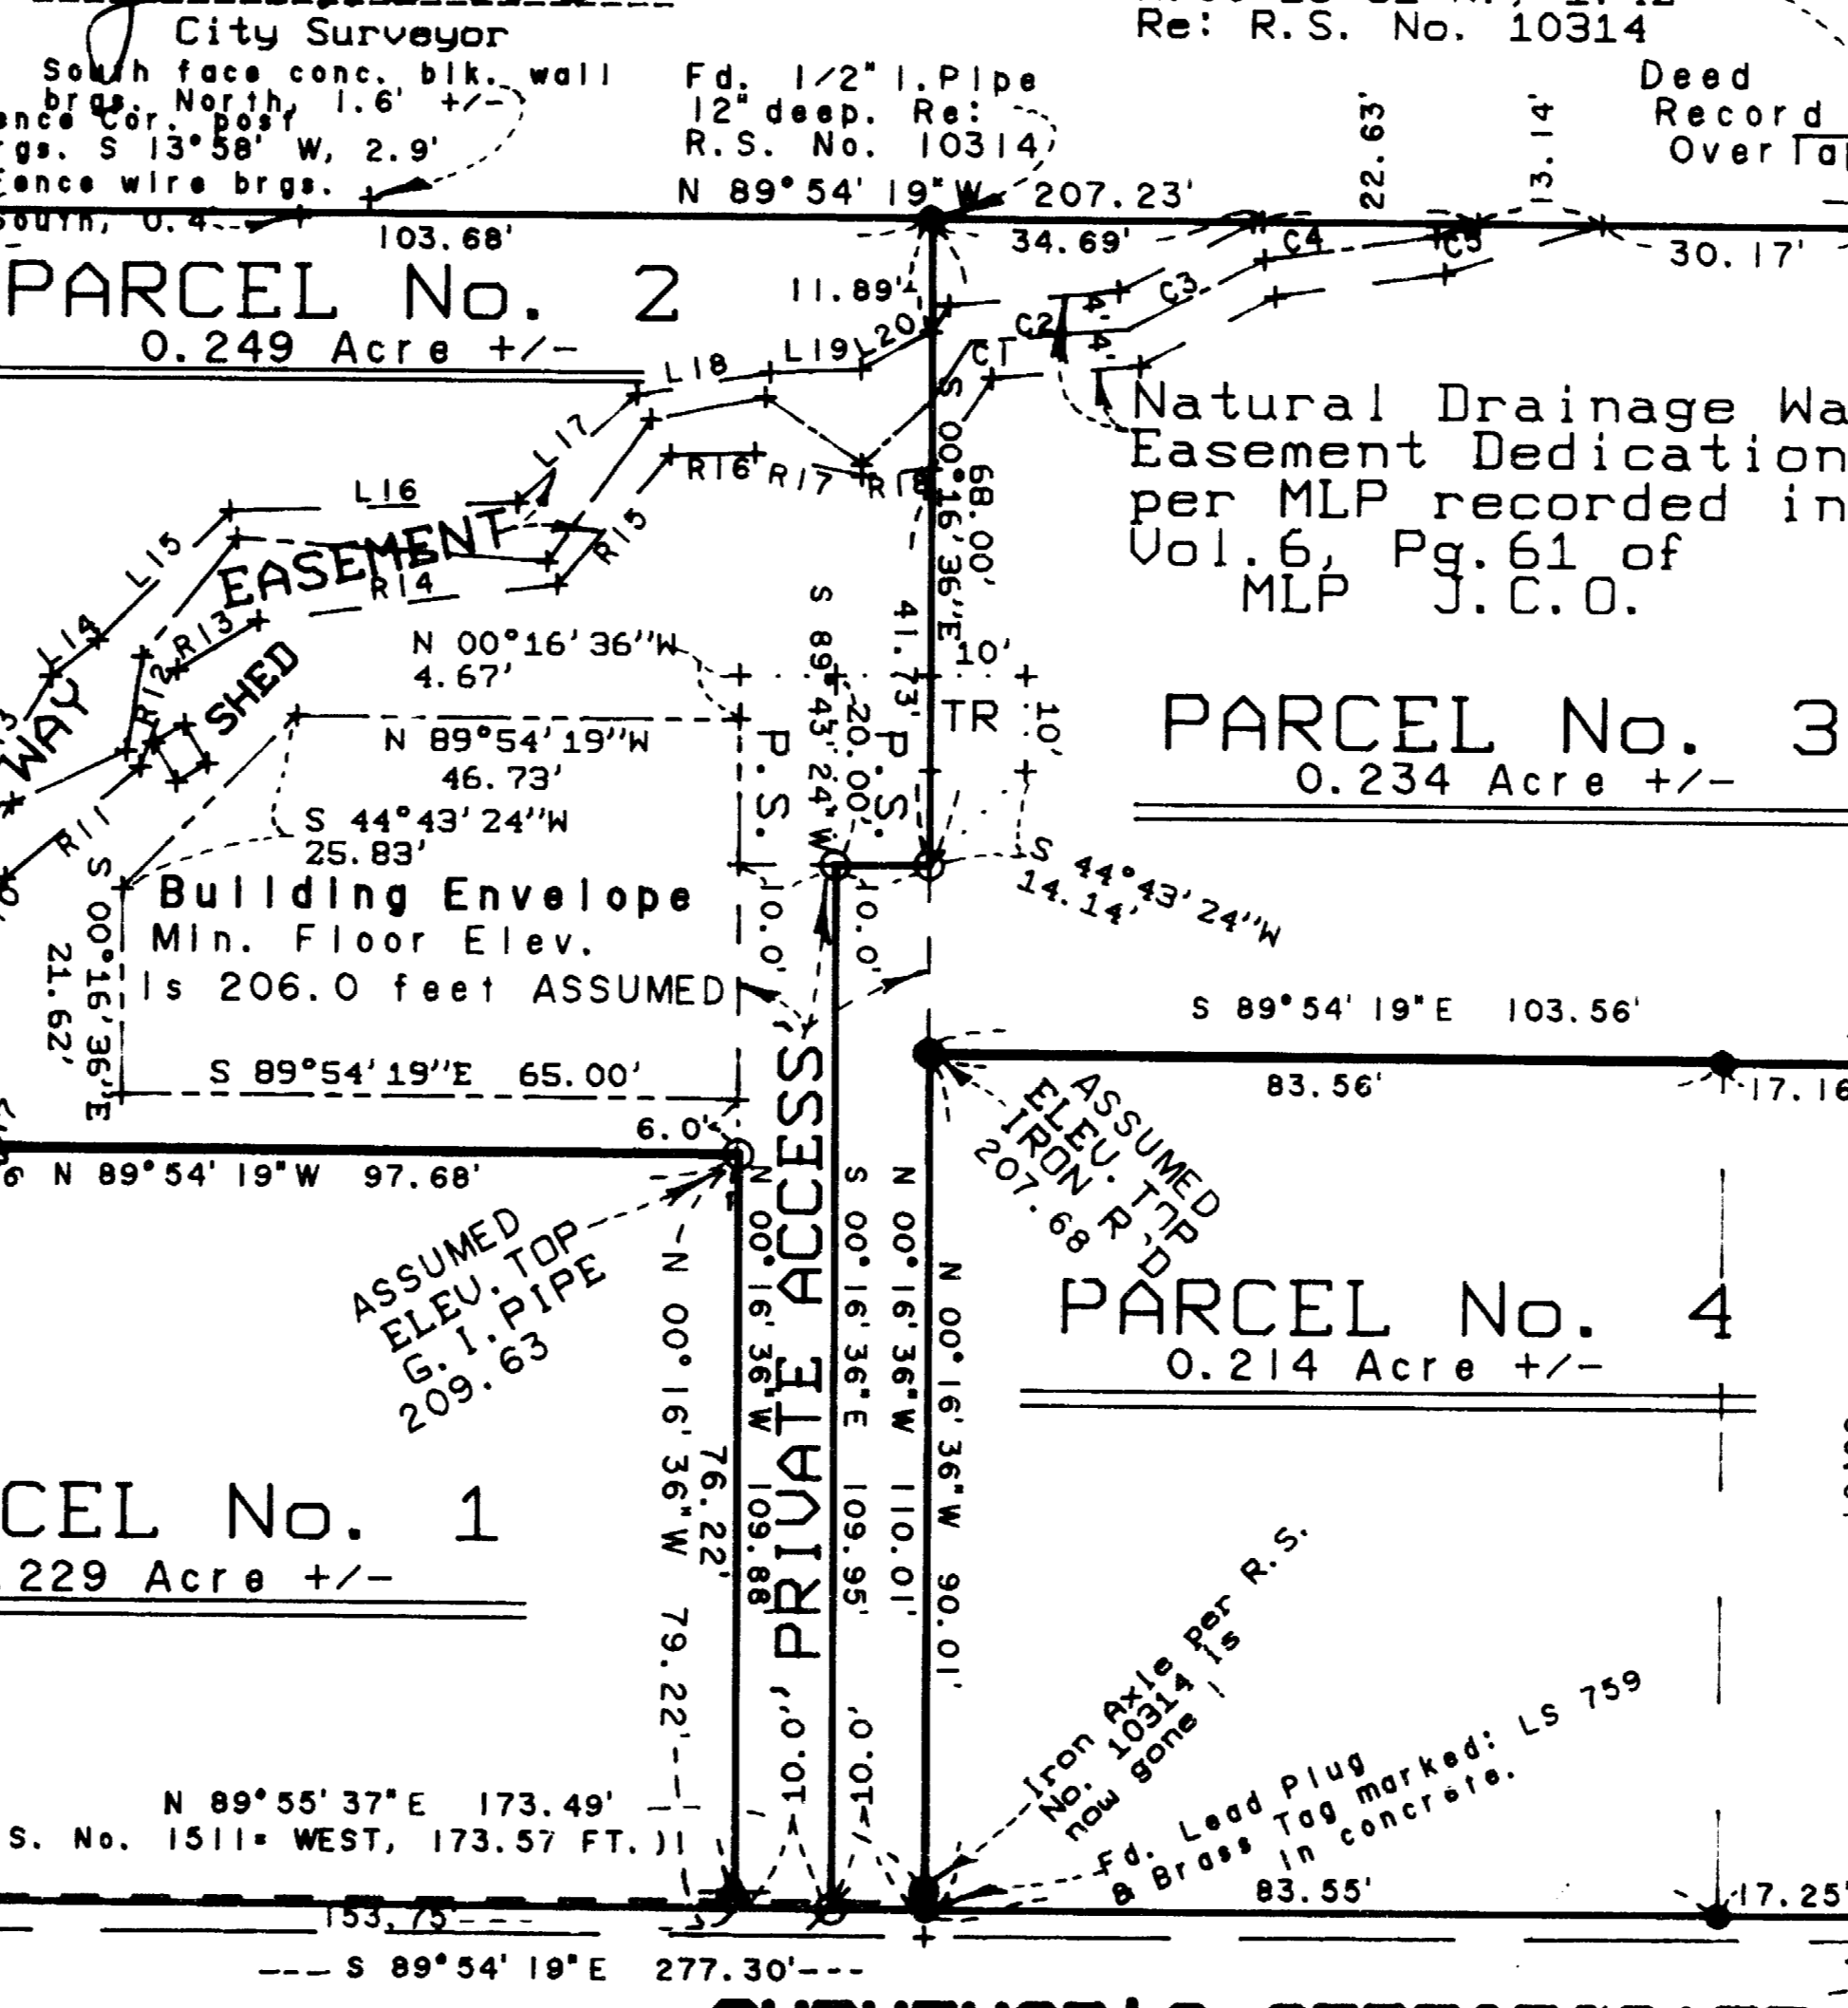 City Surveyor
South face conc. blk. wall
brgs. North, 1.6' +/-
Cor. post
S 13°58' W, 2.9'
wire brgs.
South, 0.4
Fd. 1/2" I.Pipe
12" deep. Re:
R.S. No. 10314
Re: R.S. No. 10314
Deed
Record
22.63'
13.14'
N 89°54' 19"W 207.23'
103.68'
34.69'
C4
C5
30.17'
PARCEL No. 2
0.249 Acre +/-
11.89'
C3
C2
L20
L19
L18
L17
L16
L15
L14
R16
R17
R18
R15
R14
R13
R12
R11
EASEMENT
WAY
SHED
S 00°16'36"E
68.00'
41.73'
Natural Drainage
Easement Dedication
per MLP recorded in
Vol.6, Pg.61 of
MLP J.C.O.
N 00°16'36"W
4.67'
N 89°54'19"W
46.73'
S 44°43'24"W
25.83'
S 89°43'24"W
20.00'
P.S.
P.S.
10'
TR
10'
S 44°43'24"W
14.14'
PARCEL No. 3
0.234 Acre +/-
Building Envelope
Min. Floor Elev.
Is 206.0 feet ASSUMED
10.0'
10.0'
S 00°16'36"E
21.62'
S 89°54'19"E 65.00'
6.0'
N 89°54'19"W 97.68'
S 89°54'19"E 103.56'
83.56'
ASSUMED
ELEV. TOP
IRON
207.68
ASSUMED
ELEV. TOP
G.I.PIPE
209.63
"PRIVATE ACCESS"
N 00°16'36"W 79.22'
76.22'
N 00°16'36"W 109.88'
S 00°16'36"E 109.95'
N 00°16'36"W 110.01'
N 00°16'36"W 90.01'
PARCEL No. 4
0.214 Acre +/-
No. 1
229 Acre +/-
10.0'
10.0'
Iron Axle Per R.S.
No. 10314 is
now gone !
Fd. Lead Plug
& Brass Tag marked: LS 759
in concrete.
N 89°55'37"E 173.49'
S. No. 1511= WEST, 173.57 FT.)
153.75'
83.55'
17.25'
--- S 89°54'19"E 277.30'---